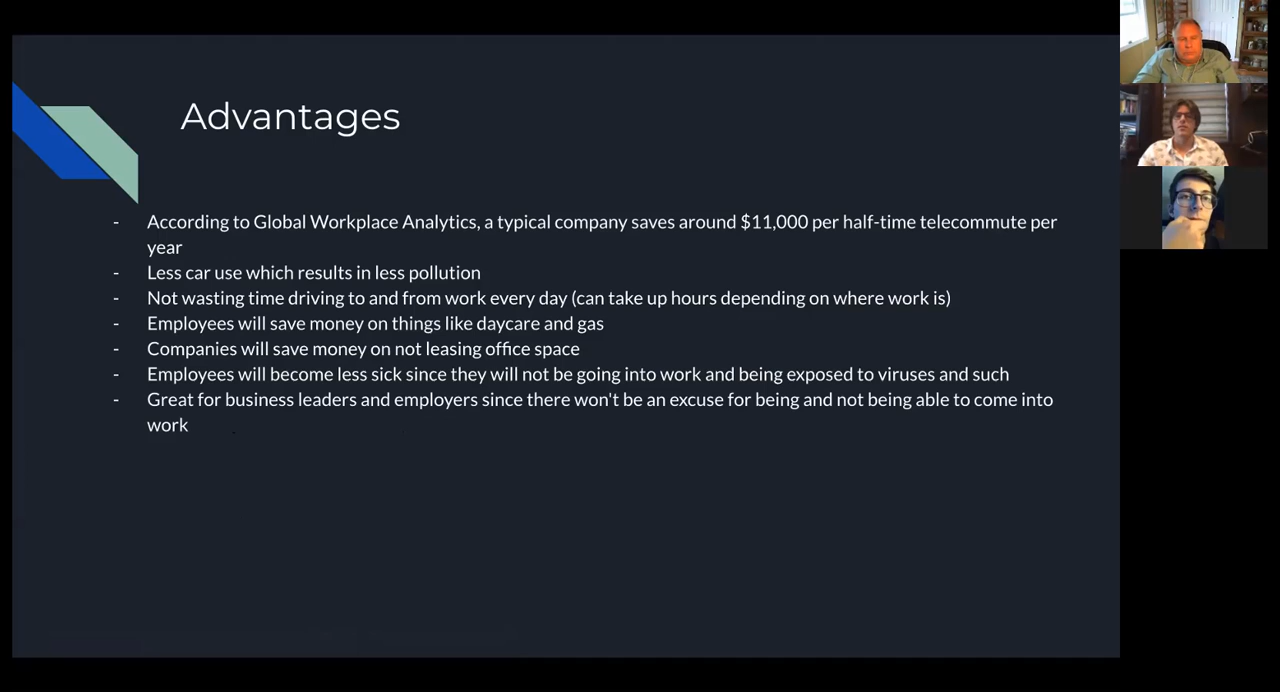 Advantages
- According to Global Workplace Analytics, a typical company saves around $11,000 per half-time telecommute per
year
- Less car use which results in less pollution
- Not wasting time driving to and from work every day (can take up hours depending on where work is)
- Employees will save money on things like daycare and gas
- Companies will save money on not leasing office space
- Employees will become less sick since they will not be going into work and being exposed to viruses and such
- Great for business leaders and employers since there won't be an excuse for being and not being able to come into
work